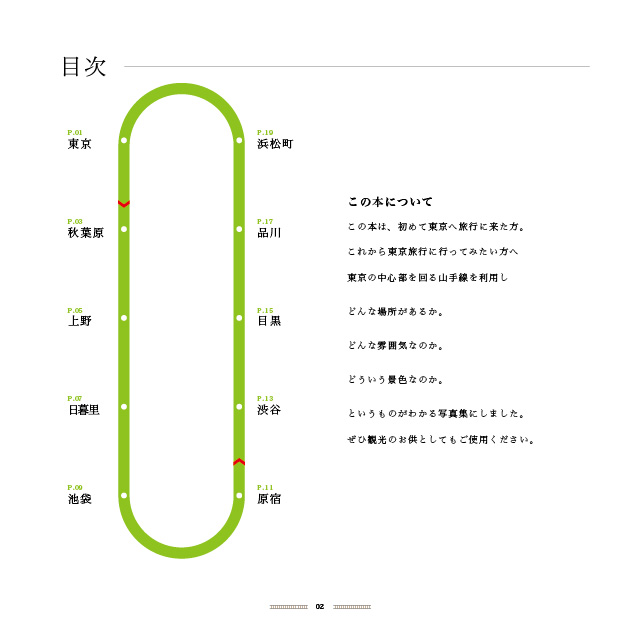 目次
P.01
東京
P.03
秋葉原
P.05
上野
P.07
日暮里
P.09
池袋
P.19
浜松町
P.17
品川
P.15
目黒
P.13
渋谷
P.11
原宿
この本について
この本は、初めて東京へ旅行に来た方。
これから東京旅行に行ってみたい方へ
東京の中心部を回る山手線を利用し
どんな場所があるか。
どんな雰囲気なのか。
どういう景色なのか。
というものがわかる写真集にしました。
ぜひ観光のお供としてもご使用ください。
02